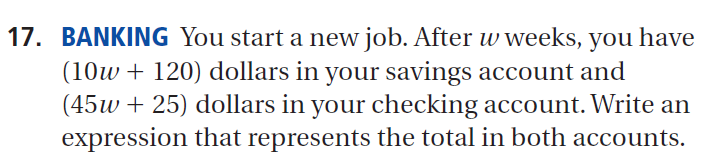 17. BANKING You start a new job. After w weeks, you have
(10w + 120) dollars in your savings account and
(45w + 25) dollars in your checking account. Write an
expression that represents the total in both accounts.